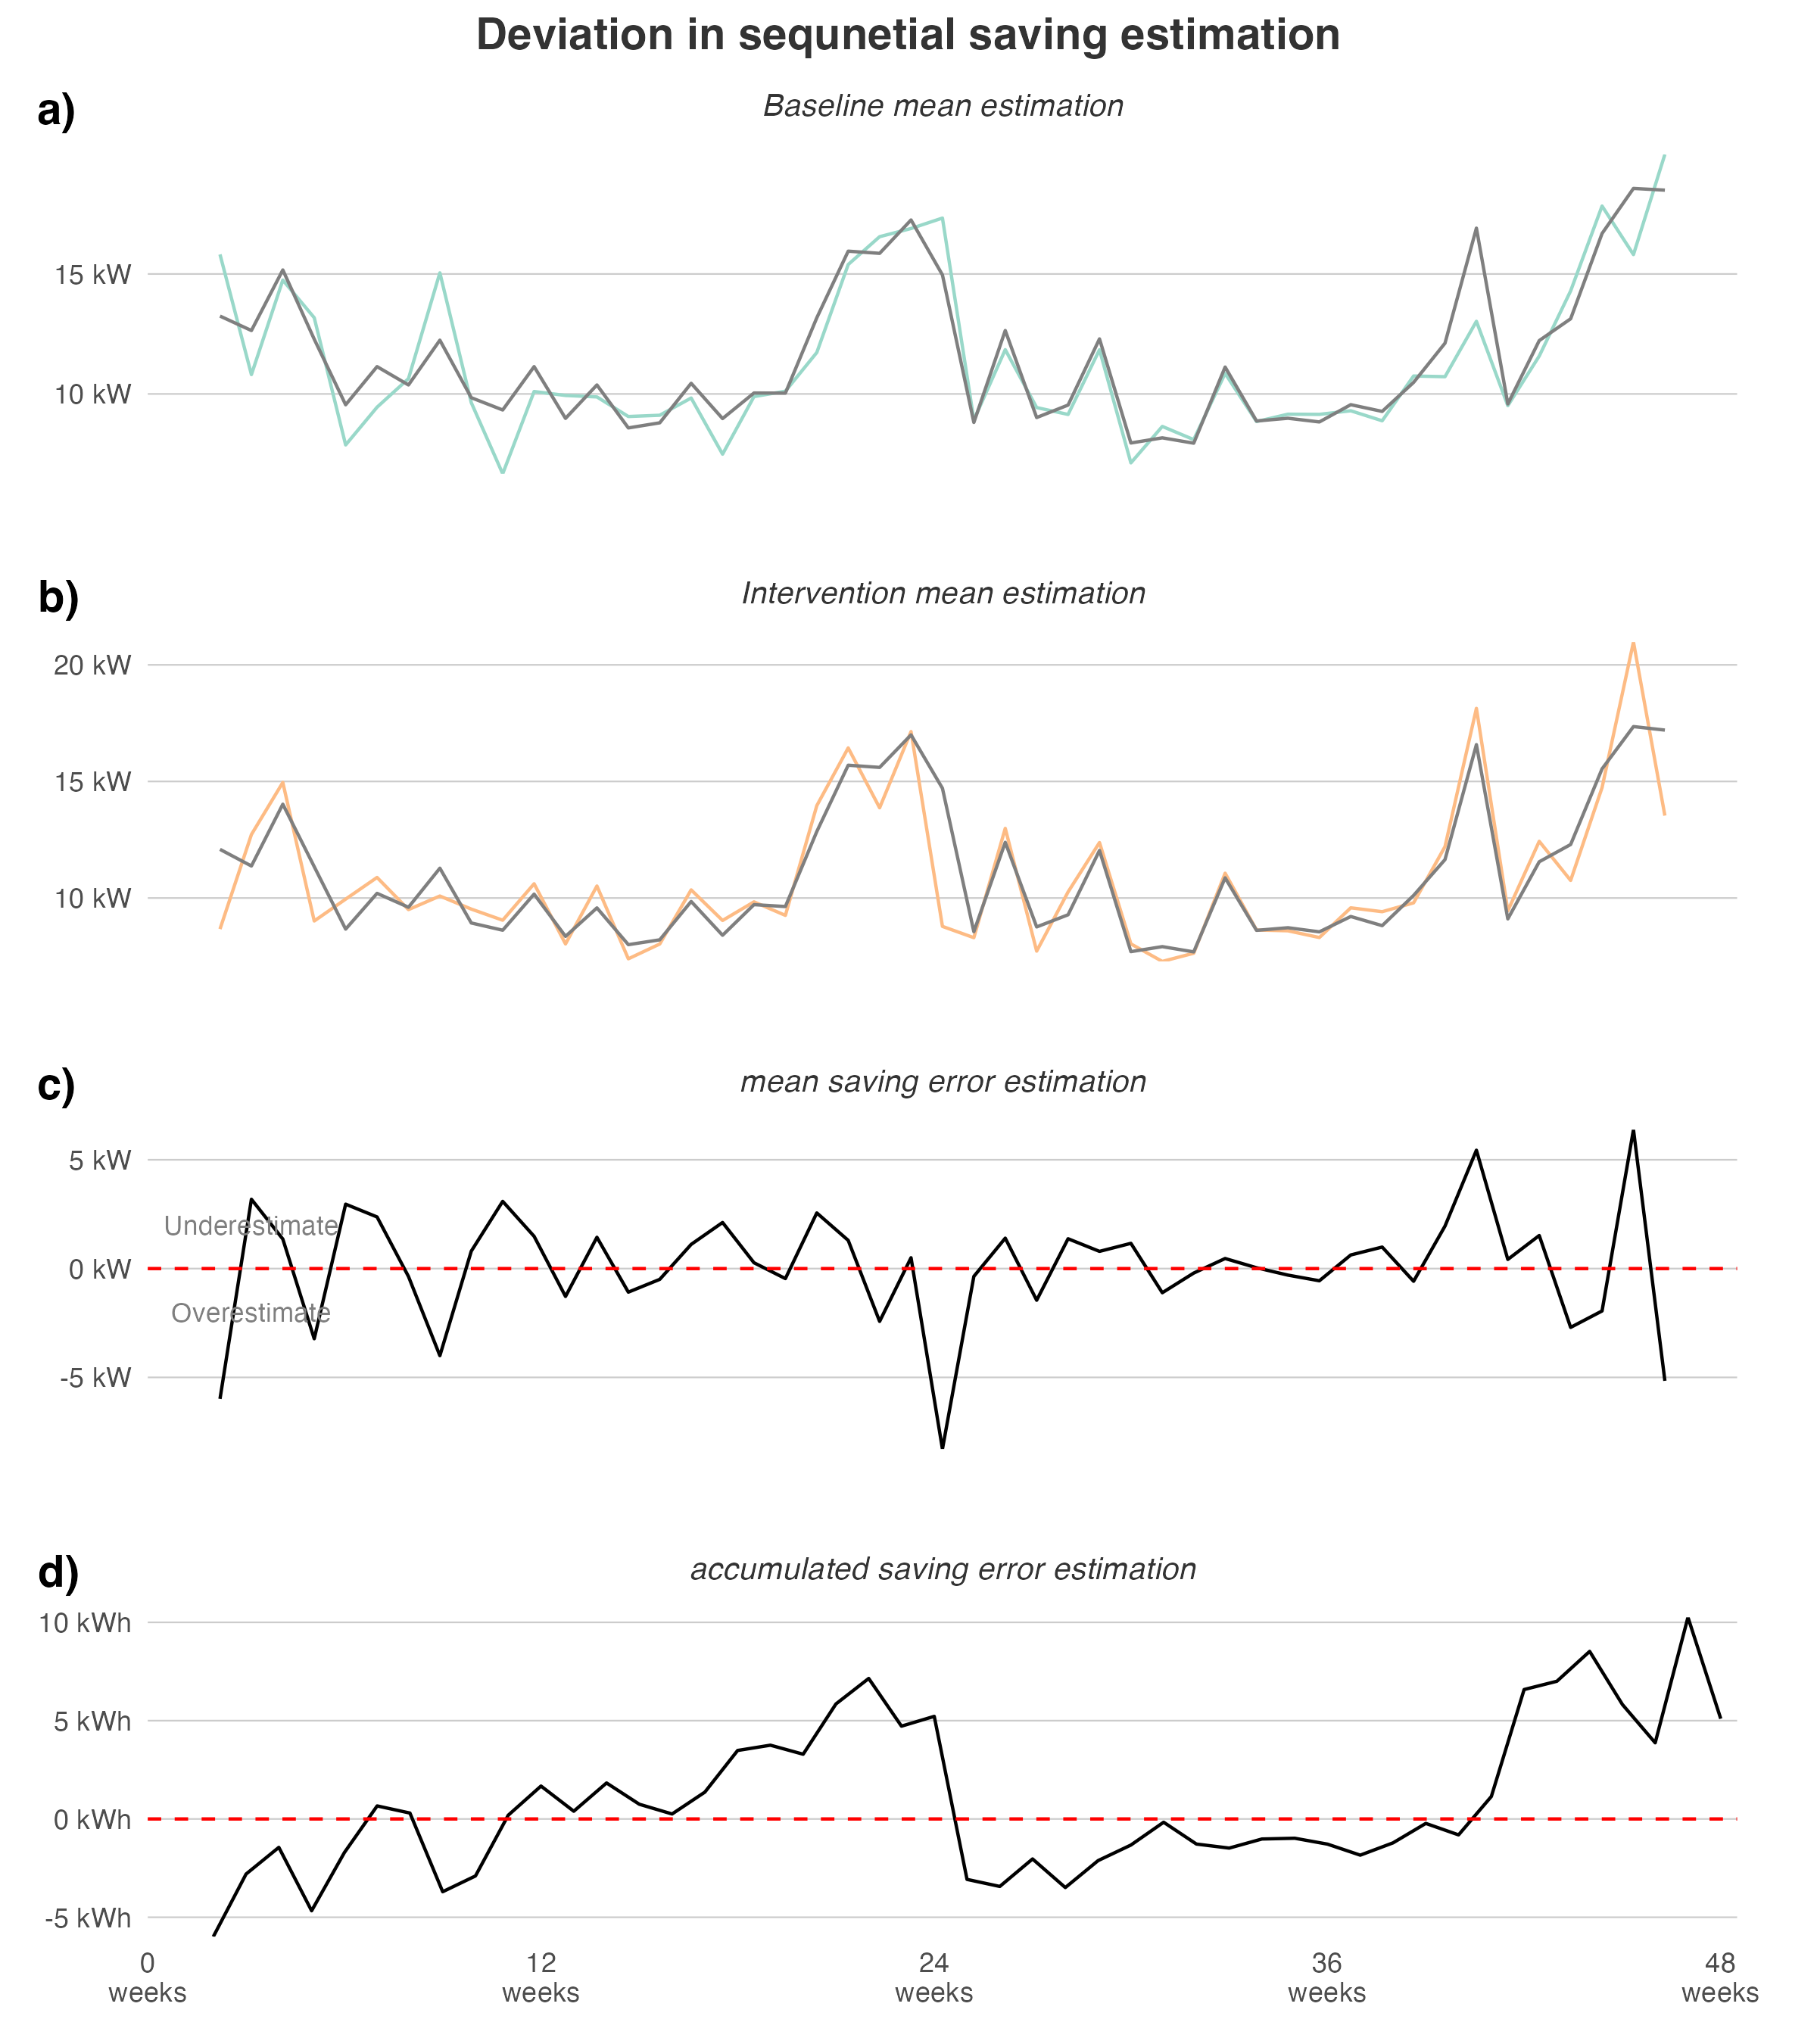 Deviation in sequnetial saving estimation
a)
Baseline mean estimation
15 kW
10 kW
b)
Intervention mean estimation
20 kW
15 kW
10 kW
c)
mean saving error estimation
5 kW
Underestimate
0 kW
Overestimate
-5 kW
d)
accumulated saving error estimation
10 kWh
5 kWh
0 kWh
-5 kWh
0 12 24 36 48
weeks weeks weeks weeks weeks